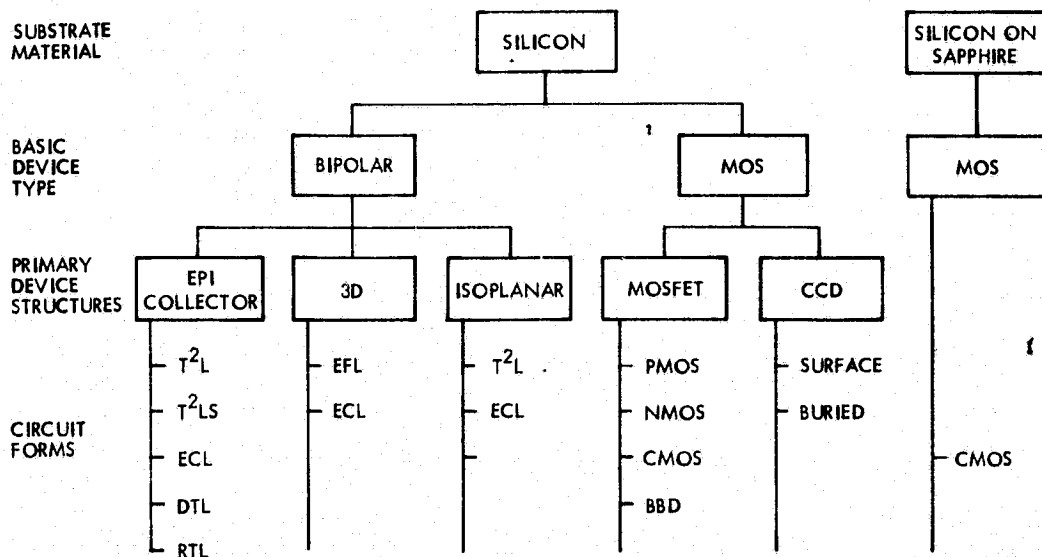 SUBSTRATE
MATERIAL
SILICON
SILICON ON
SAPPHIRE
BASIC
DEVICE
TYPE
BIPOLAR
MOS
MOS
PRIMARY
DEVICE
STRUCTURES
EPI
COLLECTOR
3D
ISOPLANAR
MOSFET
CCD
CIRCUIT
FORMS
T²L
T²LS
ECL
DTL
RTL
EFL
ECL
T²L
ECL
PMOS
NMOS
CMOS
BBD
SURFACE
BURIED
CMOS